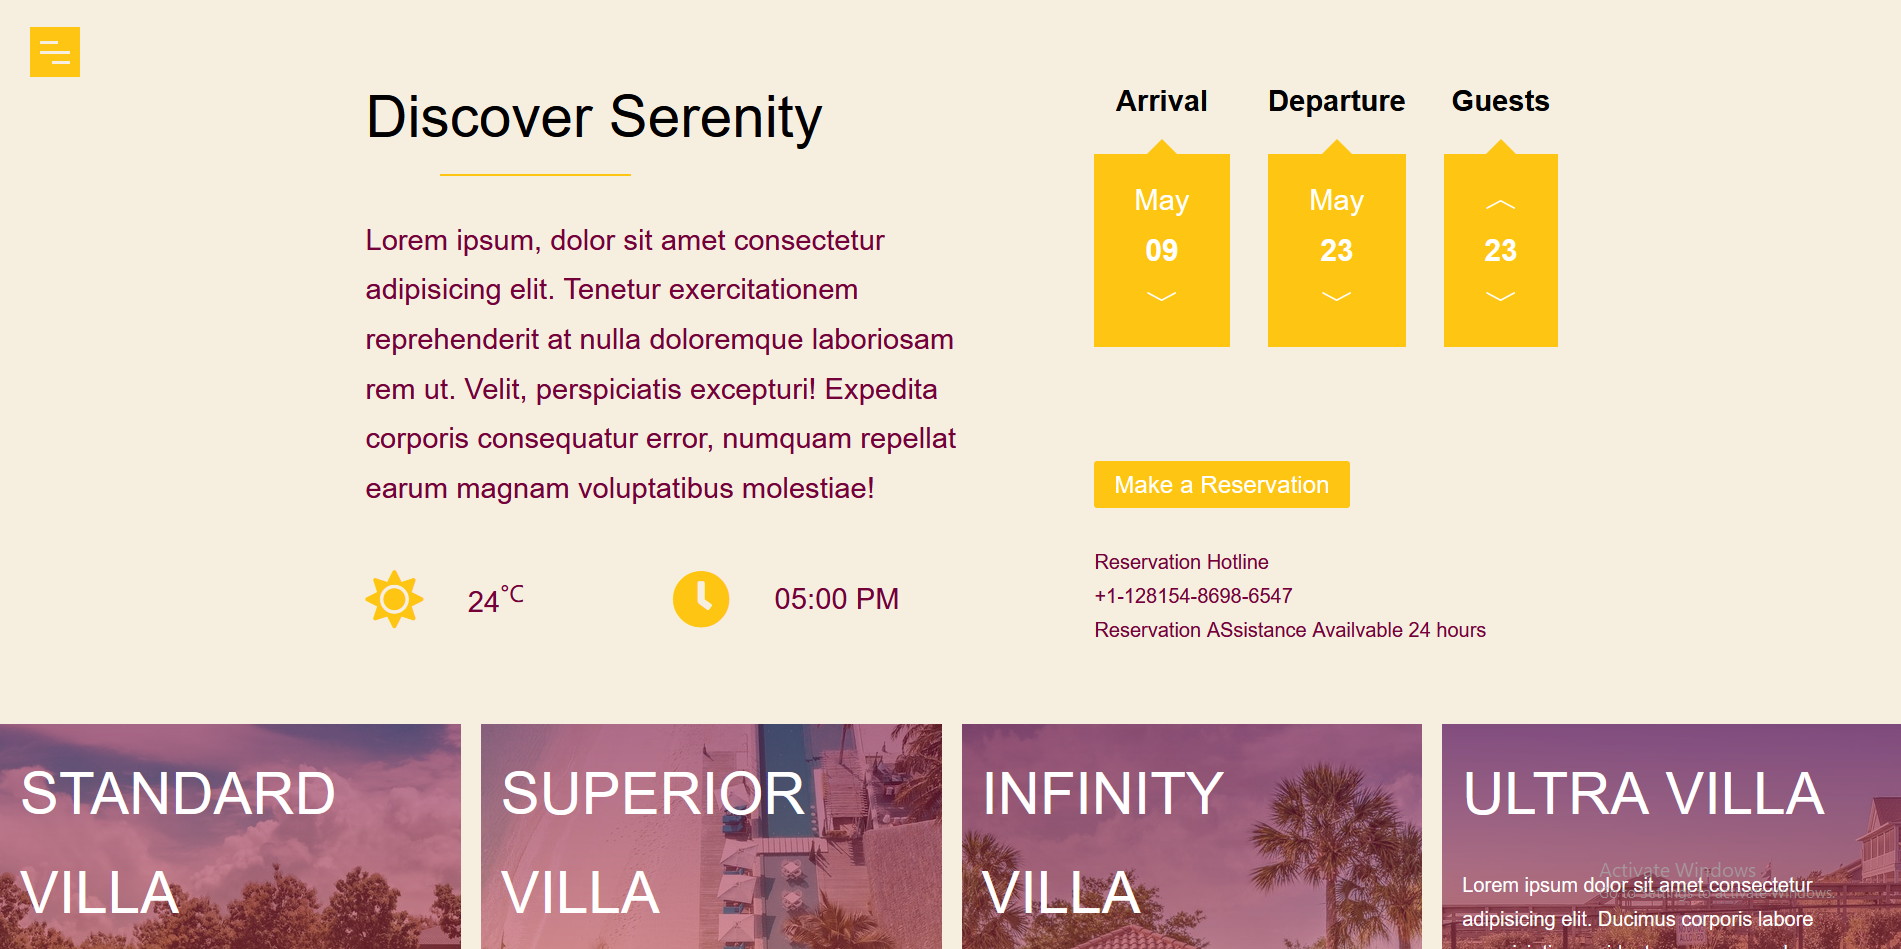 Discover Serenity
Lorem ipsum, dolor sit amet consectetur
adipisicing elit. Tenetur exercitationem
reprehenderit at nulla doloremque laboriosam
rem ut. Velit, perspiciatis excepturi! Expedita
corporis consequatur error, numquam repellat
earum magnam voluptatibus molestiae!
24°C
05:00 PM
Arrival
May
09
Departure
May
23
Guests
23
Make a Reservation
Reservation Hotline
+1-128154-8698-6547
Reservation ASsistance Availvable 24 hours
STANDARD
VILLA
SUPERIOR
VILLA
INFINITY
VILLA
ULTRA VILLA
Lorem ipsum dolor sit amet consectetur
adipisicing elit. Ducimus corporis labore
Activate Windows
Go to Settings to activate Windows.